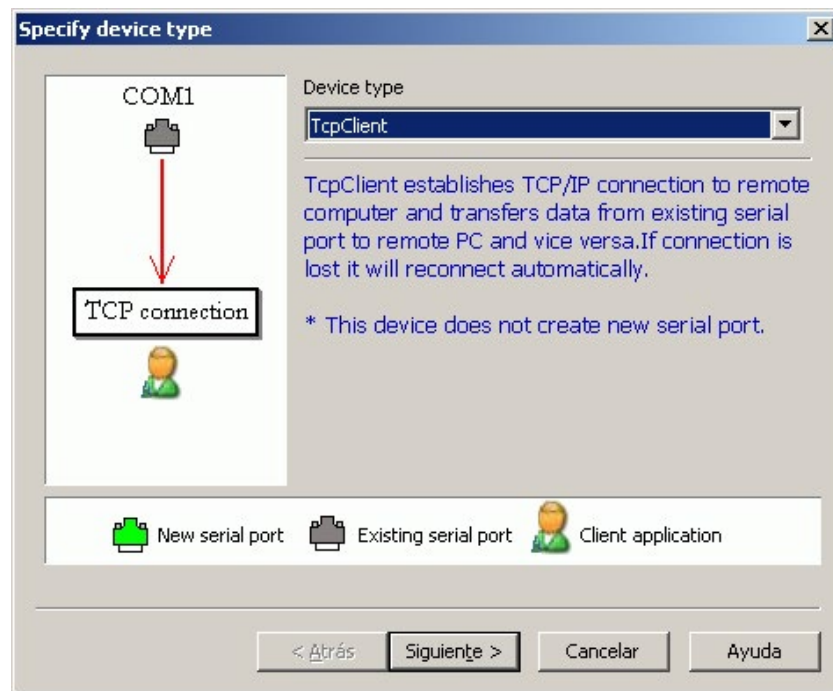 Specify device type
COM1
TCP connection
Device type
TcpClient
TcpClient establishes TCP/IP connection to remote
computer and transfers data from existing serial
port to remote PC and vice versa.If connection is
lost it will reconnect automatically.
* This device does not create new serial port.
New serial port
Existing serial port
Client application
< Atrás
Siguiente >
Cancelar
Ayuda